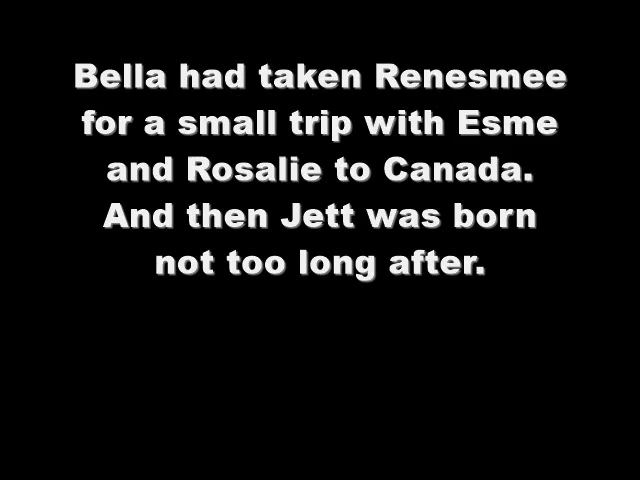 Bella had taken Renesmee
for a small trip with Esme
and Rosalie to Canada.
And then Jett was born
not too long after.